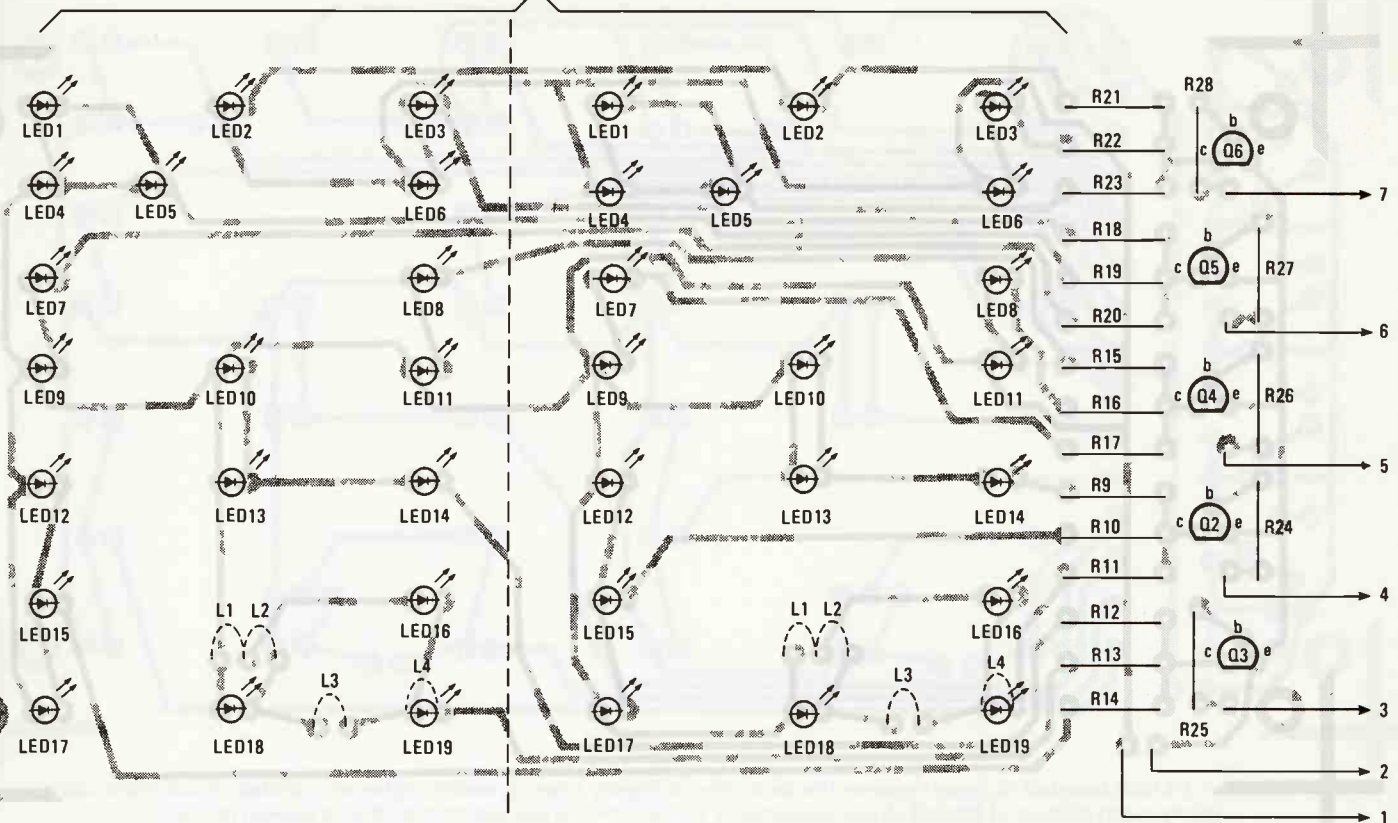 LED1 LED2 LED3 LED1 LED2 LED3 R21 R28
R22 b
c Q6 e
LED4 LED5 LED6 LED4 LED5 LED6 R23 7
R18 b
LED7 LED8 LED7 LED8 R19 c Q5 e R27
R20 6
LED9 LED10 LED11 LED9 LED10 LED11 R15 b
R16 c Q4 e R26
R17 5
LED12 LED13 LED14 LED12 LED13 LED14 R9 b
R10 c Q2 e R24
R11 4
LED15 L1 L2 LED16 LED15 L1 L2 LED16 R12 b
R13 c Q3 e
L3 L4 L3 L4
LED17 LED18 LED19 LED17 LED18 LED19 R14 3
R25
2
1